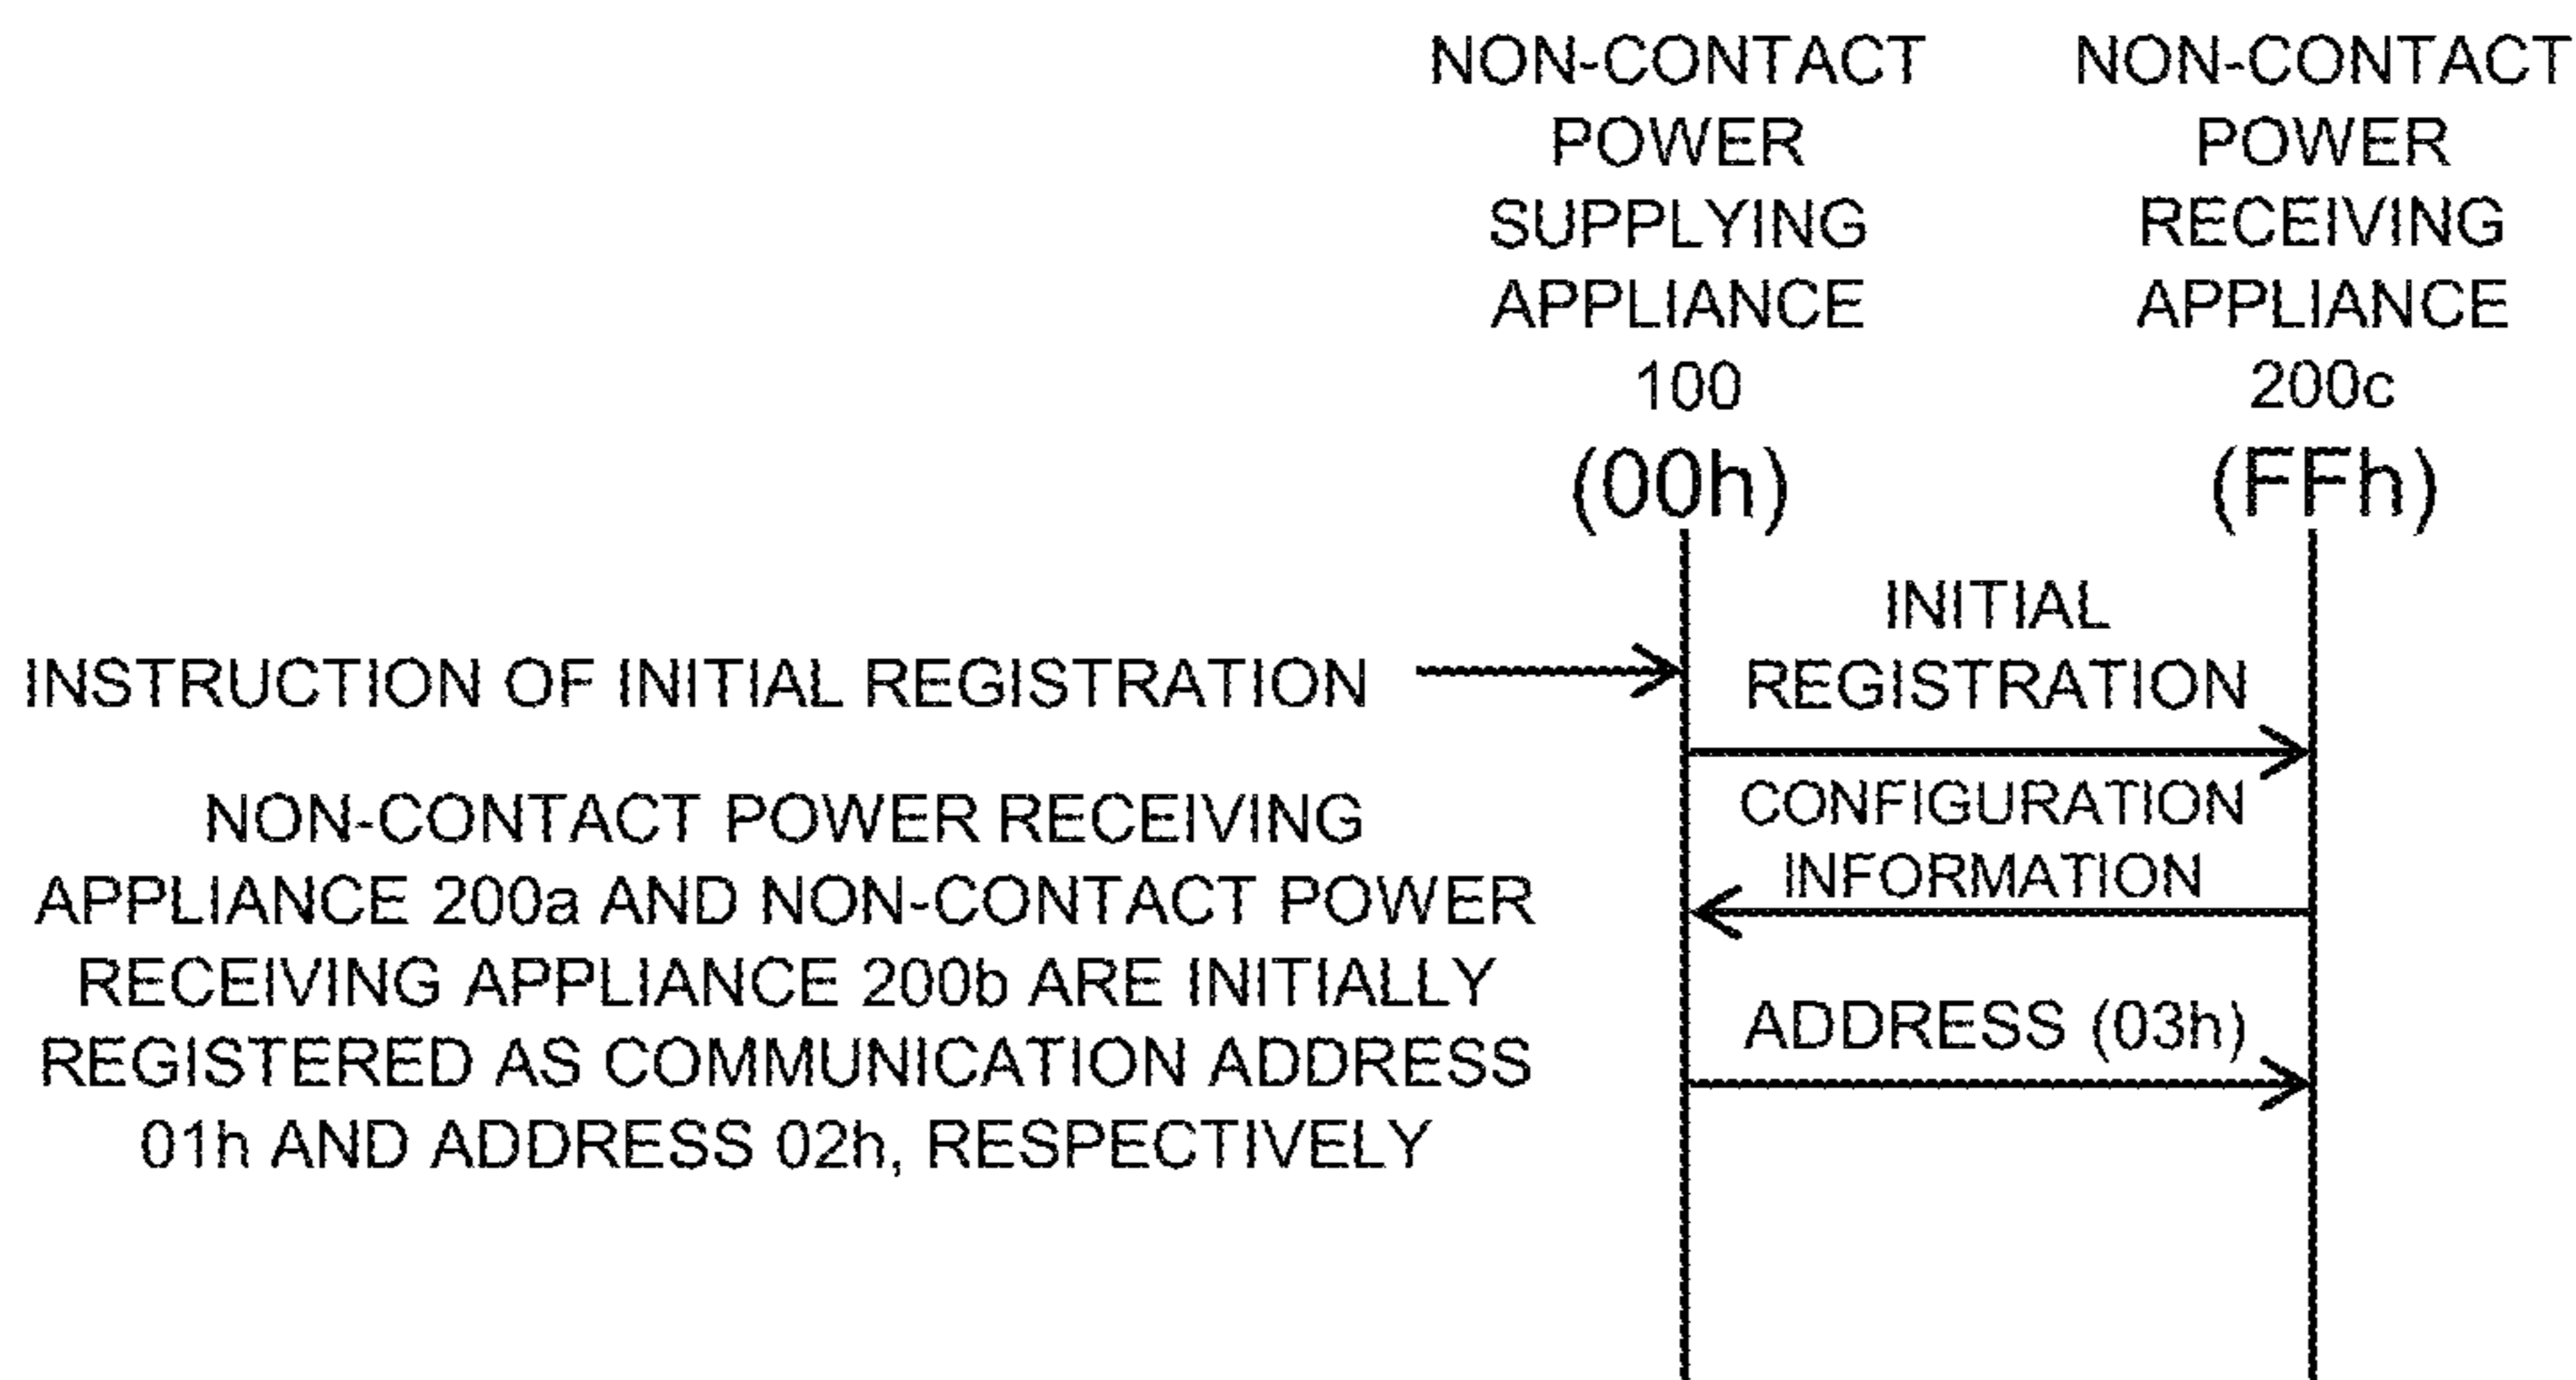 NON-CONTACT
POWER
SUPPLYING
APPLIANCE
100
(00h)
NON-CONTACT
POWER
RECEIVING
APPLIANCE
200c
(FFh)
INSTRUCTION OF INITIAL REGISTRATION
INITIAL
REGISTRATION
NON-CONTACT POWER RECEIVING
APPLIANCE 200a AND NON-CONTACT POWER
RECEIVING APPLIANCE 200b ARE INITIALLY
REGISTERED AS COMMUNICATION ADDRESS
01h AND ADDRESS 02h, RESPECTIVELY
CONFIGURATION
INFORMATION
ADDRESS (03h)